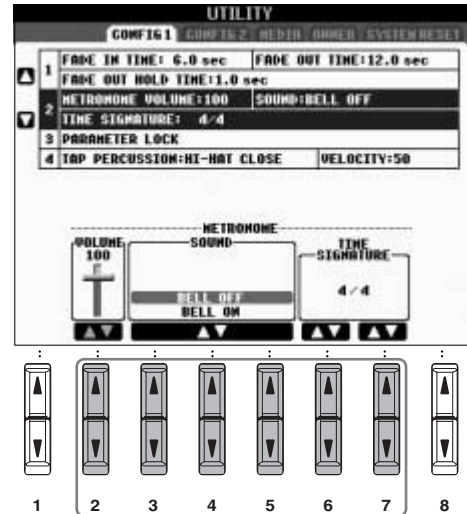 UTILITY
CONFIG1 CONFIG2 MEDIA OWNER SYSTEM RESET
1 FADE IN TIME: 6.0 sec FADE OUT TIME:12.0 sec
FADE OUT HOLD TIME:1.0 sec
2 METRONOME VOLUME:100 SOUND:BELL OFF
TIME SIGNATURE: 4/4
3 PARAMETER LOCK
4 TAP PERCUSSION:HI-HAT CLOSE VELOCITY:50
METRONOME
VOLUME SOUND TIME SIGNATURE
100
4/4
BELL OFF
BELL ON
1 2 3 4 5 6 7 8